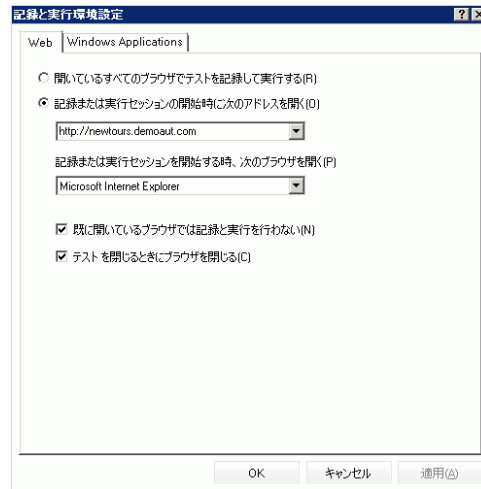 記録と実行環境設定
Web Windows Applications
開いているすべてのブラウザでテストを記録して実行する(R)
記録または実行セッションの開始時に次のアドレスを開く(O)
http://newtours.demoaut.com
記録または実行セッションを開始する時、次のブラウザを開く(P)
Microsoft Internet Explorer
既に開いているブラウザでは記録と実行を行わない(N)
テストを閉じるときにブラウザを閉じる(C)
OK キャンセル 適用(A)